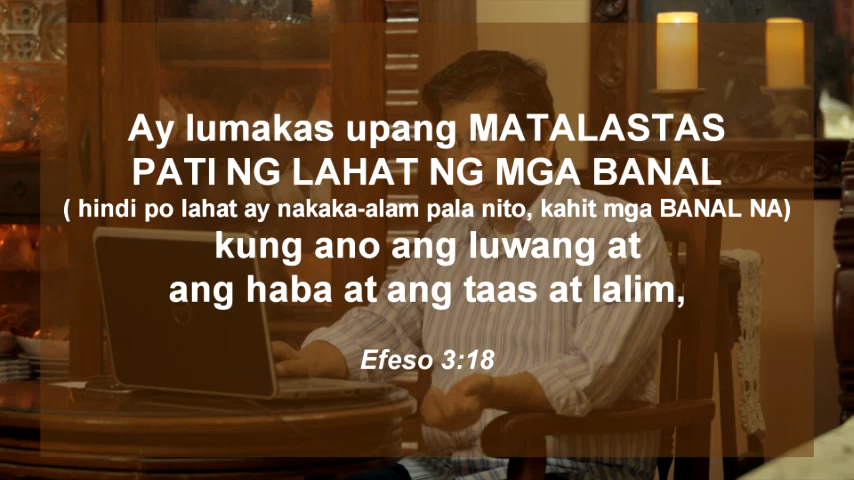 Ay lumakas upang MATALASTAS
PATI NG LAHAT NG MGA BANAL
( hindi po lahat ay nakaka-alam pala nito, kahit mga BANAL NA)
kung ano ang luwang at
ang haba at ang taas at lalim,
Efeso 3:18